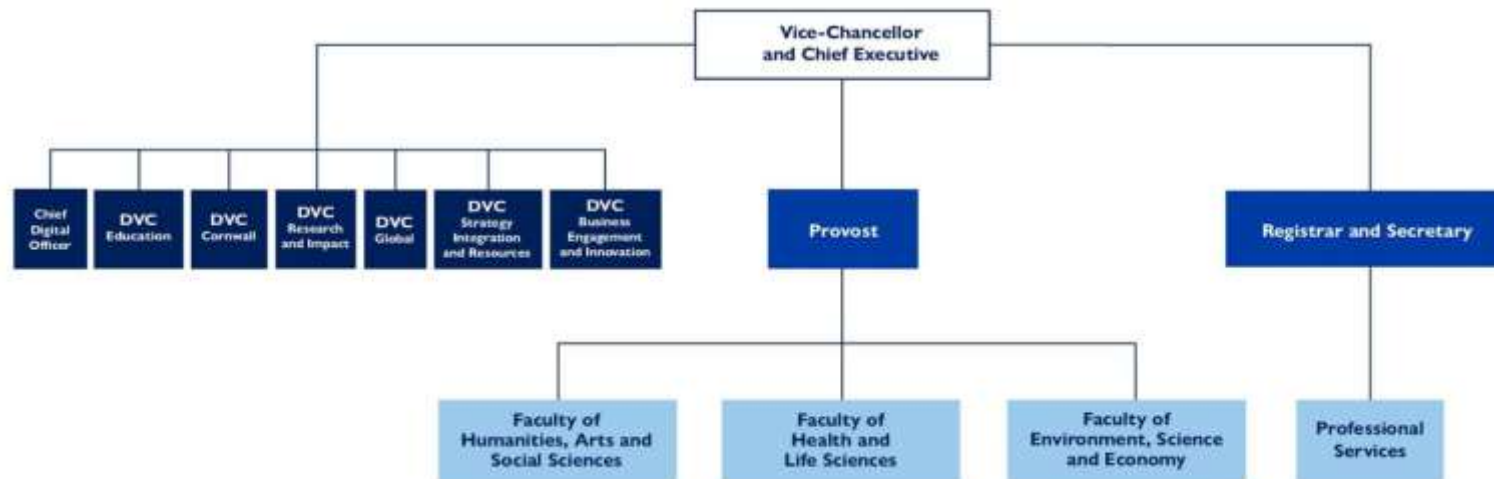 Vice-Chancellor
and Chief Executive
Chief
Digital
Officer
DVC
Education
DVC
Cornwall
DVC
Research
and Impact
DVC
Global
DVC
Strategy
Integration
and Resources
DVC
Business
Engagement
and Innovation
Provost
Registrar and Secretary
Faculty of
Humanities, Arts and
Social Sciences
Faculty of
Health and
Life Sciences
Faculty of
Environment, Science
and Economy
Professional
Services